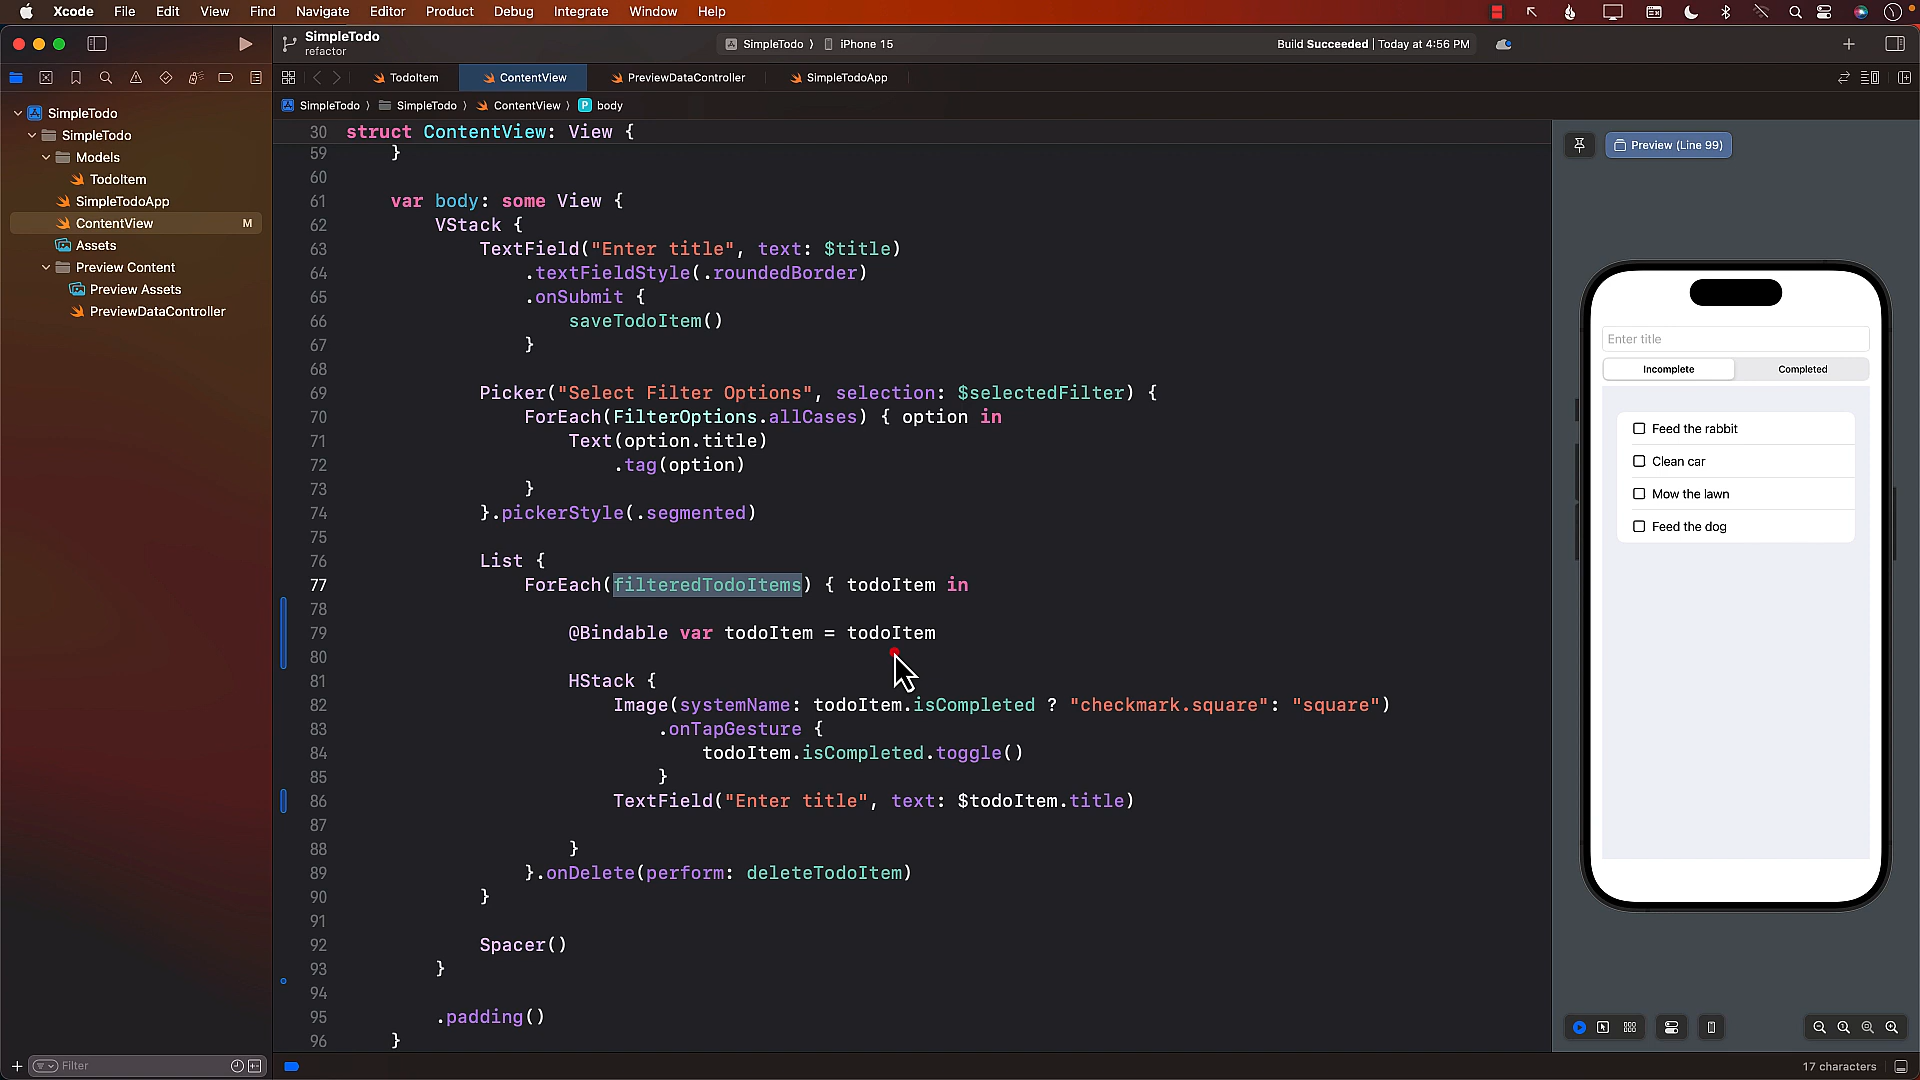 Xcode File Edit View Find Navigate Editor Product Debug Integrate Window Help
SimpleTodo
refactor
SimpleTodo 〉 iPhone 15
Build Succeeded | Today at 4:56 PM
TodoItem ContentView PreviewDataController SimpleTodoApp
SimpleTodo 〉 SimpleTodo 〉 ContentView 〉 P body
SimpleTodo
SimpleTodo
Models
TodoItem
SimpleTodoApp
ContentView M
Assets
Preview Content
Preview Assets
PreviewDataController
Filter
30 struct ContentView: View {
59 }
60
61 var body: some View {
62 VStack {
63 TextField("Enter title", text: $title)
64 .textFieldStyle(.roundedBorder)
65 .onSubmit {
66 saveTodoItem()
67 }
68
69 Picker("Select Filter Options", selection: $selectedFilter) {
70 ForEach(FilterOptions.allCases) { option in
71 Text(option.title)
72 .tag(option)
73 }
74 }.pickerStyle(.segmented)
75
76 List {
77 ForEach(filteredTodoItems) { todoItem in
78
79 @Bindable var todoItem = todoItem
80
81 HStack {
82 Image(systemName: todoItem.isCompleted ? "checkmark.square": "square")
83 .onTapGesture {
84 todoItem.isCompleted.toggle()
85 }
86 TextField("Enter title", text: $todoItem.title)
87
88 }
89 }.onDelete(perform: deleteTodoItem)
90 }
91
92 Spacer()
93 }
94
95 .padding()
96 }
Preview (Line 99)
Enter title
Incomplete Completed
Feed the rabbit
Clean car
Mow the lawn
Feed the dog
17 characters